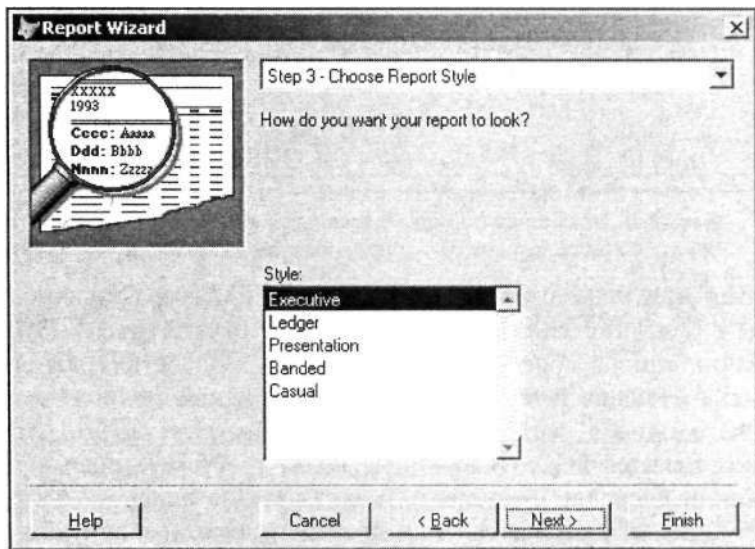 Report Wizard
Step 3 - Choose Report Style
XXXXX
1993
Cccc: Aaaaa
Ddd: Bbbb
Nnnn: Zzzzz
How do you want your report to look?
Style:
Executive
Ledger
Presentation
Banded
Casual
Help
Cancel
< Back
Next >
Finish